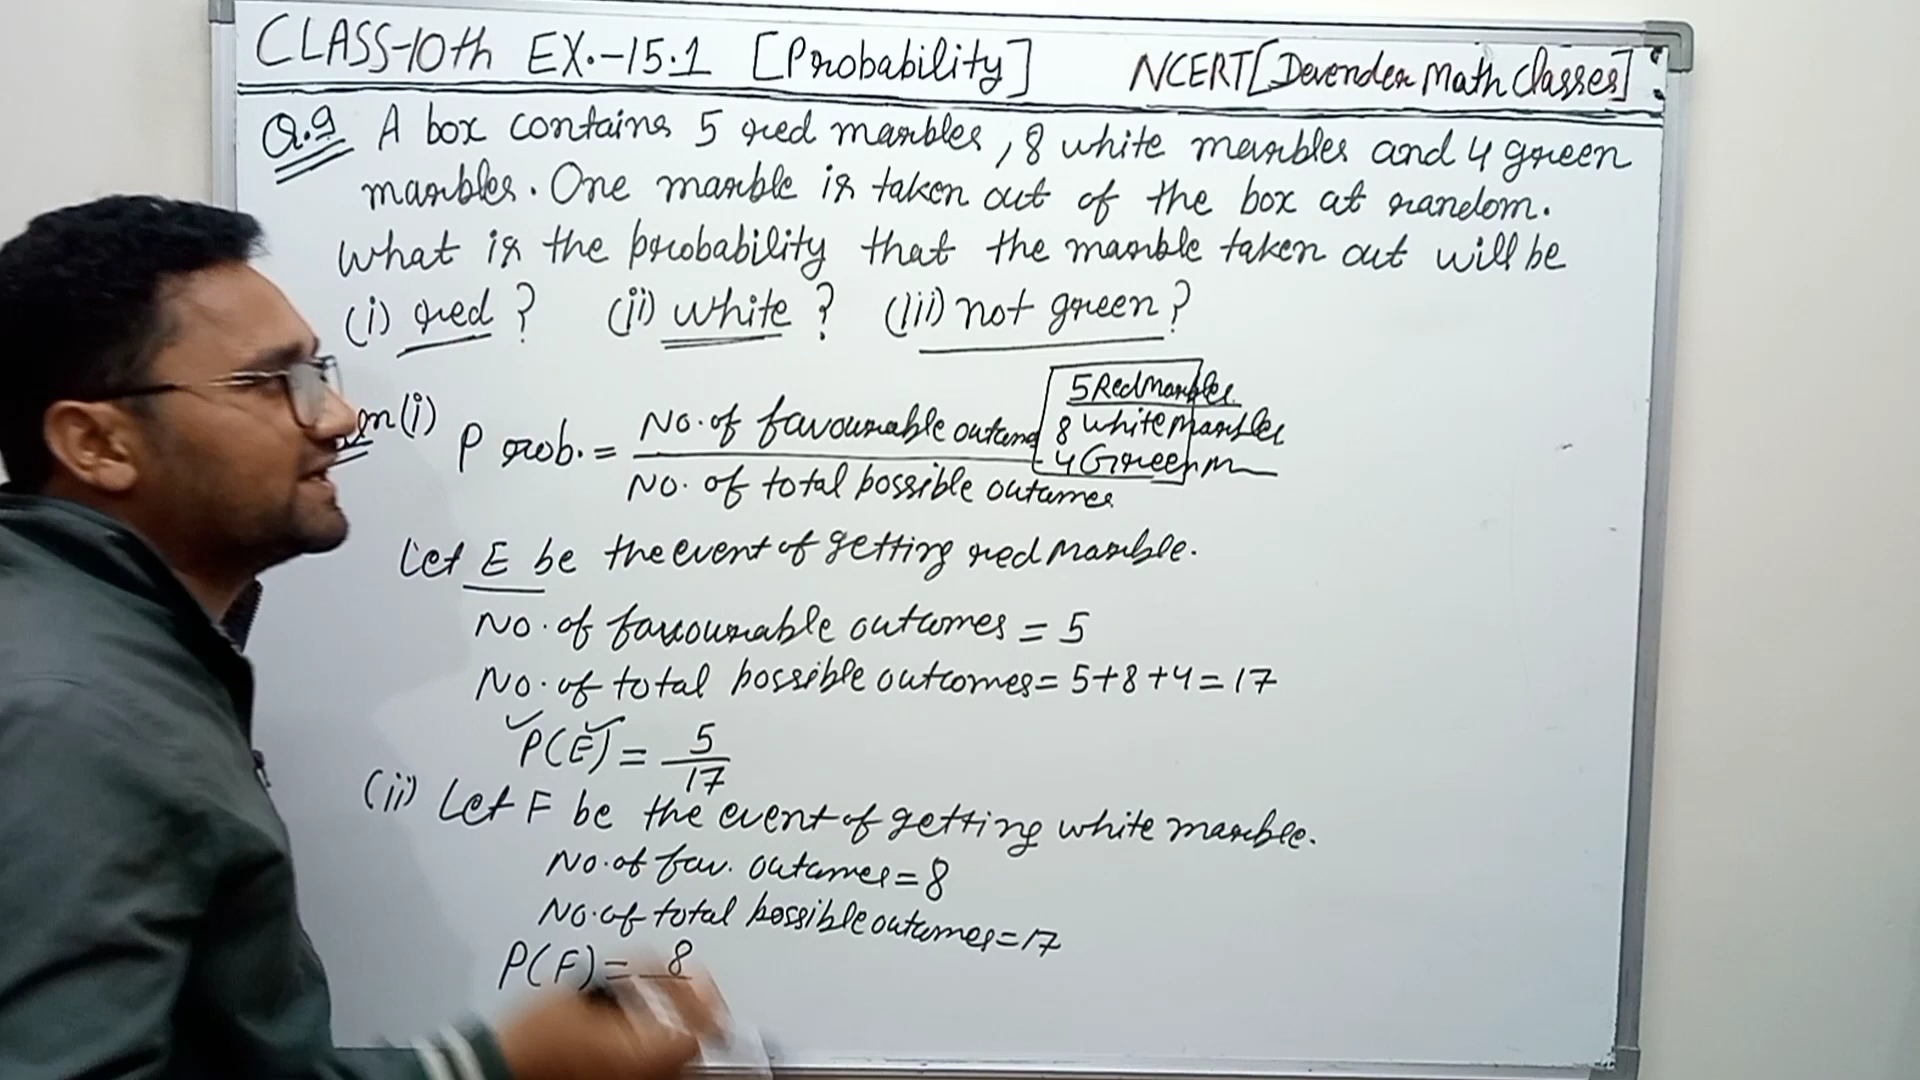 CLASS-10th EX.-15.1 [Probability] NCERT[Devender Math Classes]
Q.9 A box contains 5 red marbles, 8 white marbles and 4 green
marbles. One marble is taken out of the box at random.
What is the probability that the marble taken out will be
(i) red ? (ii) white ? (iii) not green ?
(i) Prob. = No. of favourable outcome
No. of total possible outcomes
5 Red Marbles
8 white Marbles
4 Green M
Let E be the event of getting red Marble.
No. of favourable outcomes = 5
No. of total possible outcomes = 5+8+4 = 17
P(E) = 5/17
(ii) Let F be the event of getting white marble.
No. of fav. outcomes = 8
No. of total possible outcomes = 17
P(F) = 8